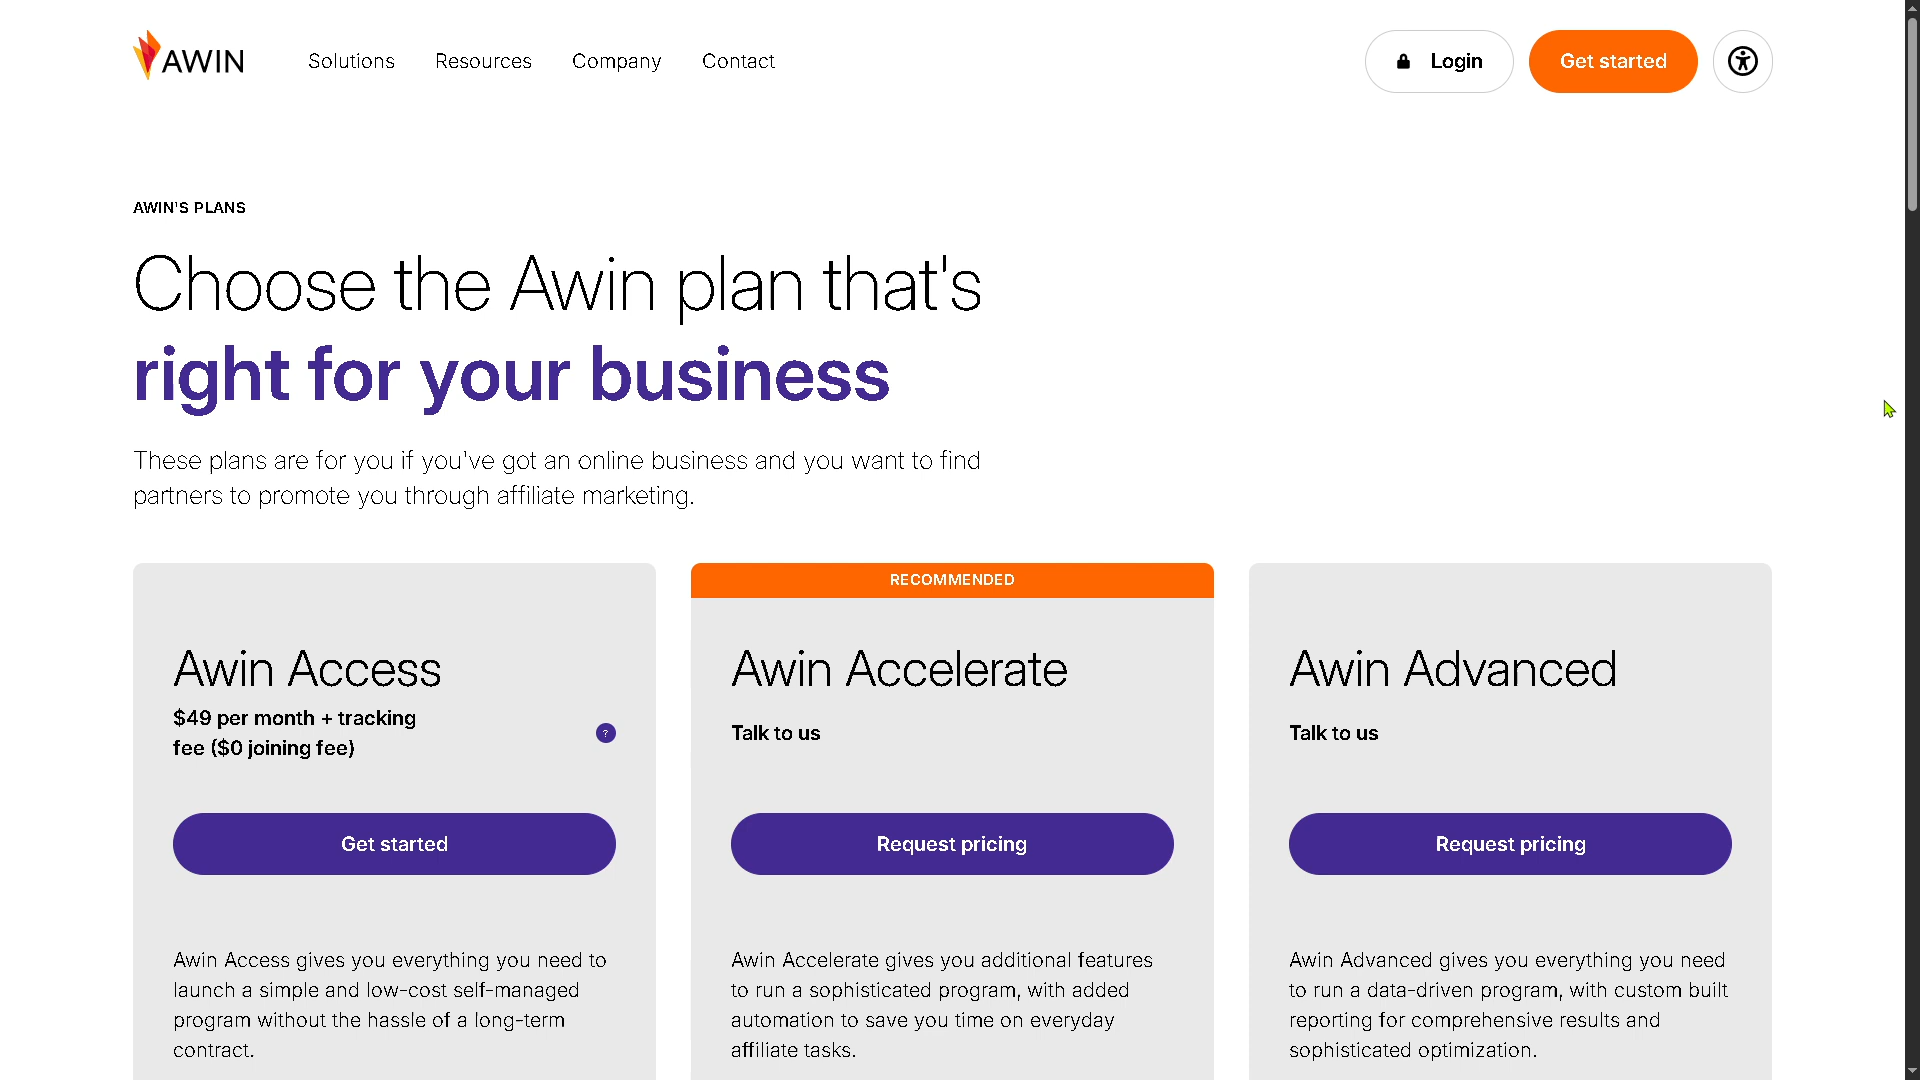 AWIN
Solutions
Resources
Company
Contact
Login
Get started
AWIN'S PLANS
Choose the Awin plan that's
right for your business
These plans are for you if you've got an online business and you want to find
partners to promote you through affiliate marketing.
Awin Access
$49 per month + tracking
fee ($0 joining fee)
?
Get started
Awin Access gives you everything you need to
launch a simple and low-cost self-managed
program without the hassle of a long-term
contract.
RECOMMENDED
Awin Accelerate
Talk to us
Request pricing
Awin Accelerate gives you additional features
to run a sophisticated program, with added
automation to save you time on everyday
affiliate tasks.
Awin Advanced
Talk to us
Request pricing
Awin Advanced gives you everything you need
to run a data-driven program, with custom built
reporting for comprehensive results and
sophisticated optimization.